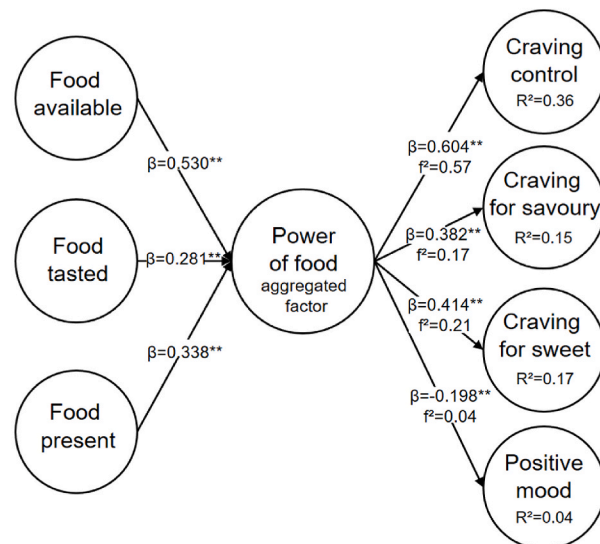 Food
available
Food
tasted
Food
present
β=0.530**
β=0.281**
β=0.338**
Power
of food
aggregated
factor
β=0.604**
f²=0.57
β=0.382**
f²=0.17
β=0.414**
f²=0.21
β=-0.198**
f²=0.04
Craving
control
R²=0.36
Craving
for savoury
R²=0.15
Craving
for sweet
R²=0.17
Positive
mood
R²=0.04